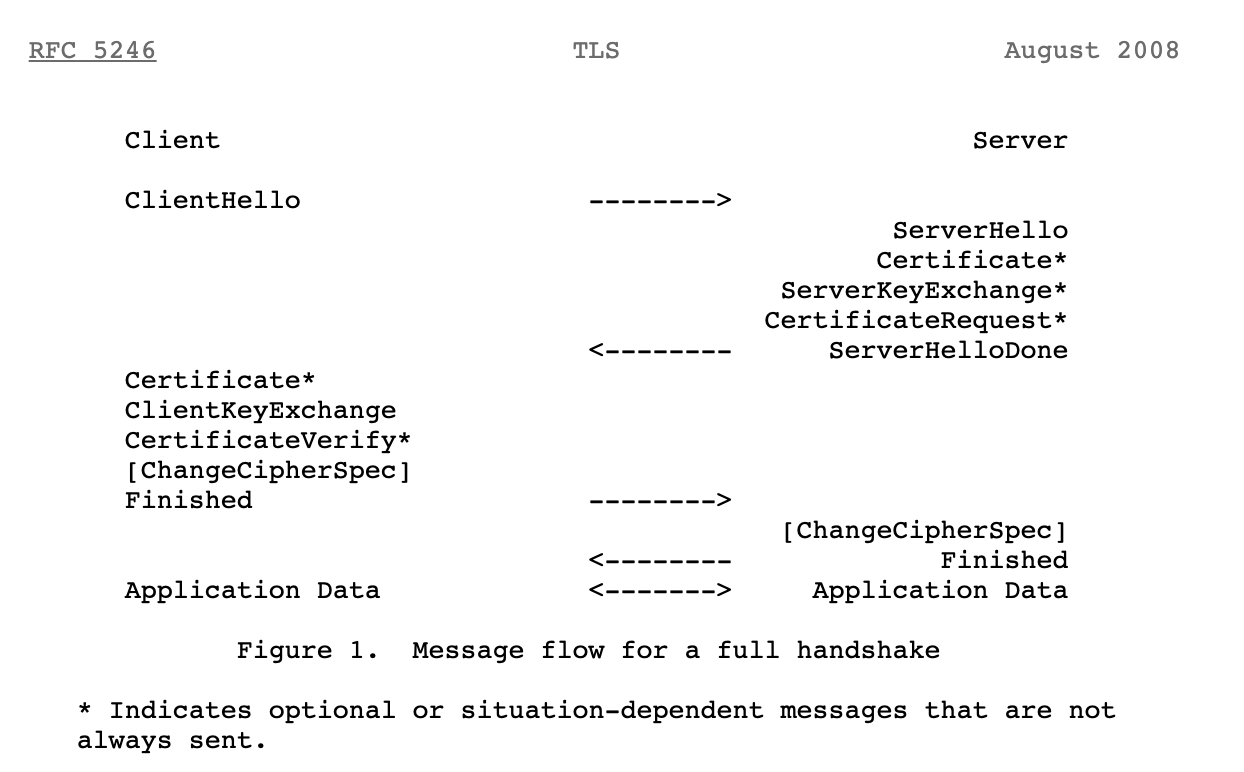 RFC 5246 TLS August 2008
Client Server
ClientHello -------->
ServerHello
Certificate*
ServerKeyExchange*
CertificateRequest*
<-------- ServerHelloDone
Certificate*
ClientKeyExchange
CertificateVerify*
[ChangeCipherSpec]
Finished -------->
[ChangeCipherSpec]
<-------- Finished
Application Data <-------> Application Data
Figure 1. Message flow for a full handshake
* Indicates optional or situation-dependent messages that are not
always sent.